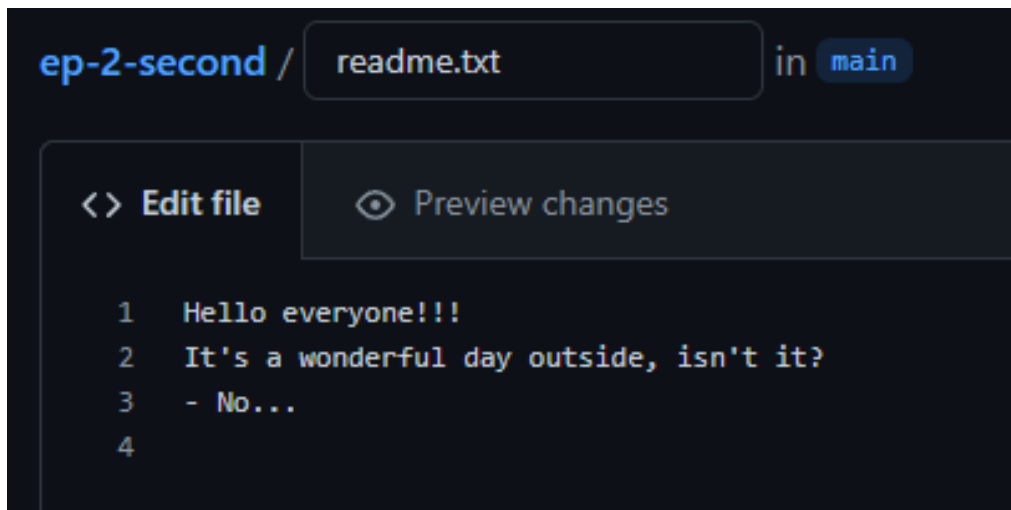 ep-2-second / readme.txt in main
<> Edit file Preview changes
1 Hello everyone!!!
2 It's a wonderful day outside, isn't it?
3 - No...
4